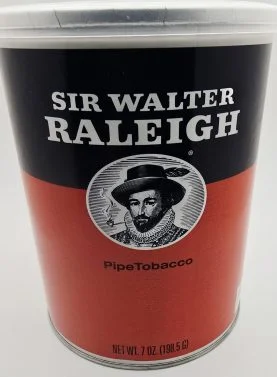 SIR WALTER
RALEIGH
®
PipeTobacco
NET WT. 7 OZ. (198.5 G)